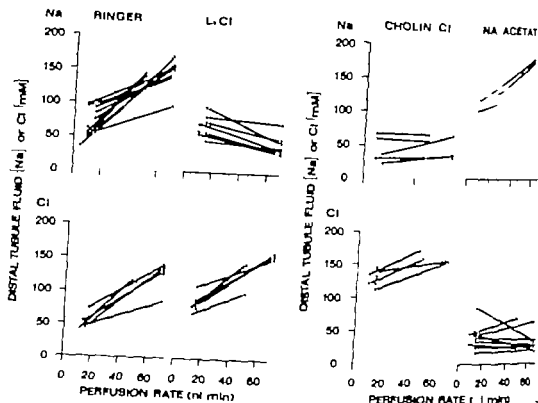 Na RINGER LiCl
200
150
100
50
0
DISTAL TUBULE FLUID [Na] or Cl [mM]
Cl
200
150
100
50
0
0 20 40 60 80 0 20 40 60 80
PERFUSION RATE (nl/min)
Na CHOLIN Cl NA ACETAT
200
150
100
50
0
DISTAL TUBULE FLUID [Na] or Cl [mM]
Cl
200
150
100
50
0
0 20 40 60 80 0 20 40 60 80
PERFUSION RATE ( l min)